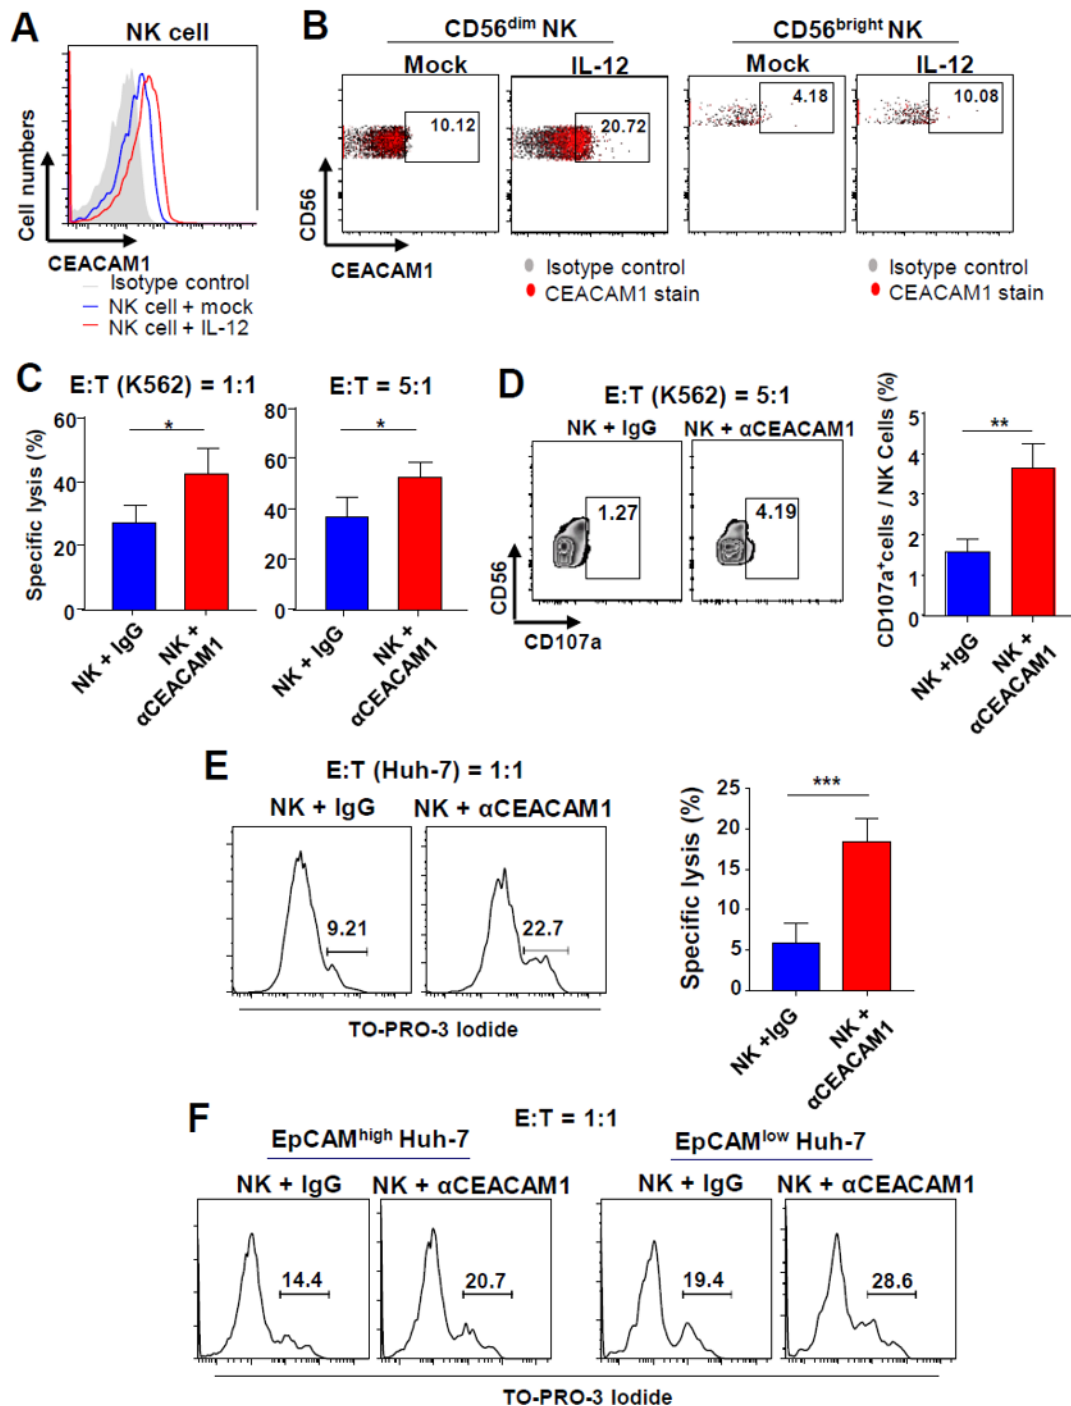 A
NK cell
Cell numbers
CEACAM1
Isotype control
NK cell + mock
NK cell + IL-12
B
CD56dim NK
CD56bright NK
Mock
IL-12
Mock
IL-12
10.12
20.72
4.18
10.08
CD56
CEACAM1
Isotype control
CEACAM1 stain
Isotype control
CEACAM1 stain
C
E:T (K562) = 1:1
E:T = 5:1
Specific lysis (%)
60
40
20
0
*
NK + IgG
NK +
αCEACAM1
80
60
40
20
0
*
NK + IgG
NK +
αCEACAM1
D
E:T (K562) = 5:1
NK + IgG
NK + αCEACAM1
1.27
4.19
CD56
CD107a
CD107a+cells / NK Cells (%)
5
4
3
2
1
0
**
NK +IgG
NK +
αCEACAM1
E
E:T (Huh-7) = 1:1
NK + IgG
NK + αCEACAM1
9.21
22.7
TO-PRO-3 Iodide
Specific lysis (%)
25
20
15
10
5
0
***
NK +IgG
NK +
αCEACAM1
F
E:T = 1:1
EpCAMhigh Huh-7
EpCAMlow Huh-7
NK + IgG
NK + αCEACAM1
NK + IgG
NK + αCEACAM1
14.4
20.7
19.4
28.6
TO-PRO-3 Iodide